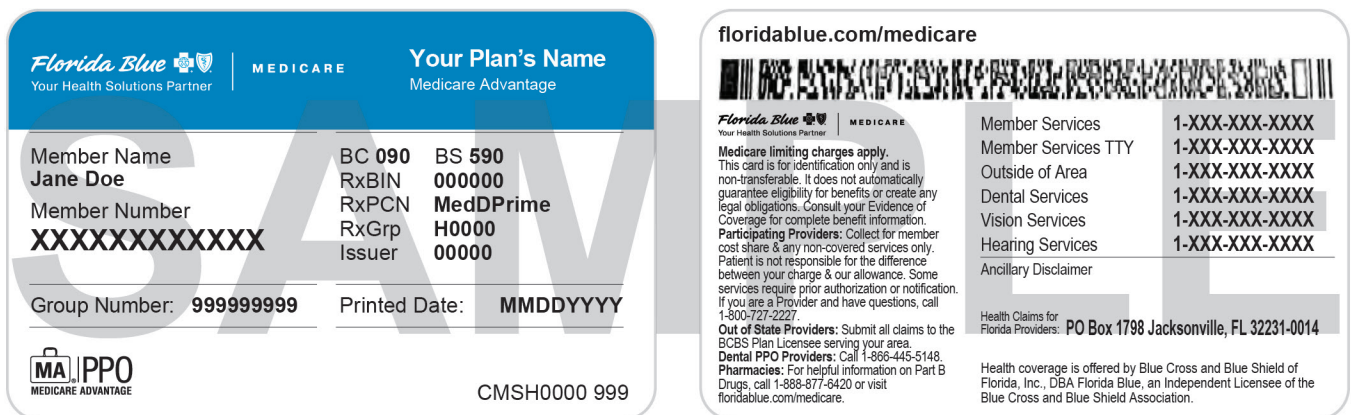 Florida Blue
Your Health Solutions Partner
MEDICARE
Your Plan's Name
Medicare Advantage
Member Name
Jane Doe
Member Number
XXXXXXXXXXXX
BC 090 BS 590
RxBIN 000000
RxPCN MedDPrime
RxGrp H0000
Issuer 00000
Group Number: 999999999
Printed Date: MMDDYYYY
MA PPO
MEDICARE ADVANTAGE
CMSH0000 999
SAMPLE
floridablue.com/medicare
Florida Blue
Your Health Solutions Partner
MEDICARE
Medicare limiting charges apply.
This card is for identification only and is
non-transferable. It does not automatically
guarantee eligibility for benefits or create any
legal obligations. Consult your Evidence of
Coverage for complete benefit information.
Participating Providers: Collect for member
cost share & any non-covered services only.
Patient is not responsible for the difference
between your charge & our allowance. Some
services require prior authorization or notification.
If you are a Provider and have questions, call
1-800-727-2227.
Out of State Providers: Submit all claims to the
BCBS Plan Licensee serving your area.
Dental PPO Providers: Call 1-866-445-5148.
Pharmacies: For helpful information on Part B
Drugs, call 1-888-877-6420 or visit
floridablue.com/medicare.
Member Services 1-XXX-XXX-XXXX
Member Services TTY 1-XXX-XXX-XXXX
Outside of Area 1-XXX-XXX-XXXX
Dental Services 1-XXX-XXX-XXXX
Vision Services 1-XXX-XXX-XXXX
Hearing Services 1-XXX-XXX-XXXX
Ancillary Disclaimer
Health Claims for
Florida Providers: PO Box 1798 Jacksonville, FL 32231-0014
Health coverage is offered by Blue Cross and Blue Shield of
Florida, Inc., DBA Florida Blue, an Independent Licensee of the
Blue Cross and Blue Shield Association.